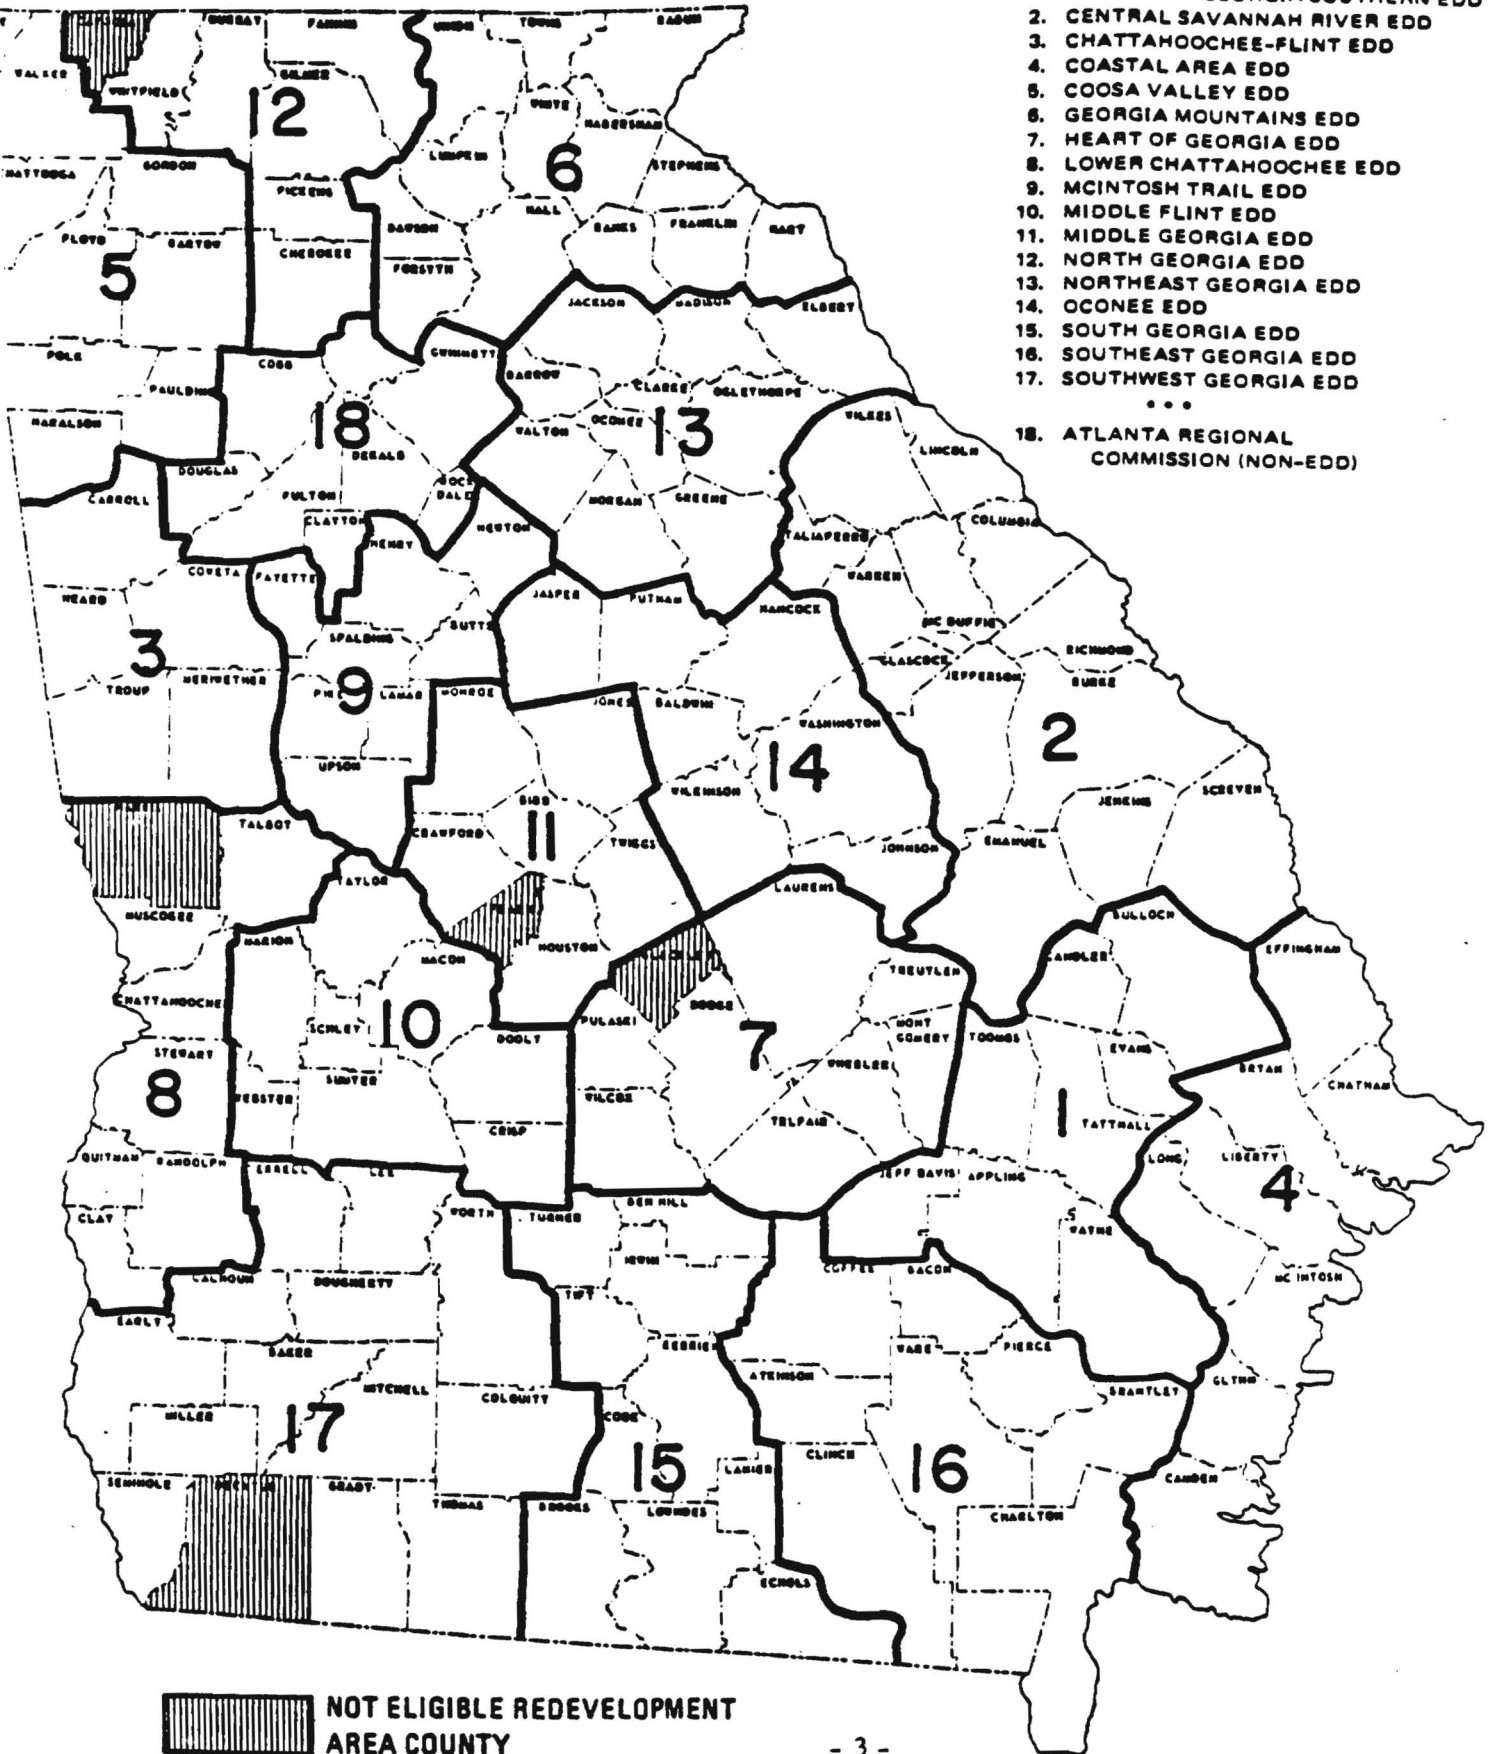 GEORGIA SOUTHERN EDD
2. CENTRAL SAVANNAH RIVER EDD
3. CHATTAHOOCHEE-FLINT EDD
4. COASTAL AREA EDD
5. COOSA VALLEY EDD
6. GEORGIA MOUNTAINS EDD
7. HEART OF GEORGIA EDD
8. LOWER CHATTAHOOCHEE EDD
9. MCINTOSH TRAIL EDD
10. MIDDLE FLINT EDD
11. MIDDLE GEORGIA EDD
12. NORTH GEORGIA EDD
13. NORTHEAST GEORGIA EDD
14. OCONEE EDD
15. SOUTH GEORGIA EDD
16. SOUTHEAST GEORGIA EDD
17. SOUTHWEST GEORGIA EDD
• • •
18. ATLANTA REGIONAL
COMMISSION (NON-EDD)
MURRAY
FANNIN
UNION
TOWNS
RABUN
WALKER
WHITFIELD
GILMER
12
WHITE
HABERSHAM
LUMPKIN
6
STEPHENS
GORDON
PICKENS
HALL
BANKS
FRANKLIN
HART
DAWSON
FLOYD
BARTOW
CHEROKEE
FORSYTH
5
JACKSON
MADISON
ELBERT
POLK
COBB
GWINNETT
BARROW
CLARKE
OGLETHORPE
PAULDING
HARALSON
18
OCONEE
WALTON
13
WILKES
LINCOLN
DEKALB
DOUGLAS
CARROLL
FULTON
ROCK
DALE
MORGAN
GREENE
CLATTON
NEWTON
HENRY
COLUMBIA
TALIAFERRO
COWETA
FAYETTE
WARREN
HEARD
JASPER
PUTNAM
HANCOCK
SPALDING
BUTTS
MC DUFFIE
3
GLASCOCK
RICHMOND
JEFFERSON
BURKE
TROUP
MERIWETHER
9
LAMAR
MONROE
JONES
BALDWIN
WASHINGTON
2
UPSON
14
WILKINSON
JENKINS
SCREVEN
TALBOT
BIBB
CRAWFORD
11
TWIGGS
JOHNSON
EMANUEL
TAYLOR
LAURENS
MUSCOGEE
BULLOCH
MARION
MACON
HOUSTON
CANDLER
EFFINGHAM
TREUTLEN
CHATTAHOOCHE
SCHLEY
10
DOOLY
PULASKI
DODGE
7
MONT
GOMERY
TOOMBS
EVANS
STEWART
8
SUMTER
WEBSTER
WILCOX
WHEELER
BRYAN
CHATHAM
CRISP
TELFAIR
1
TATTNALL
QUITMAN
RANDOLPH
LEE
JEFF DAVIS
APPLING
LONG
LIBERTY
4
CLAY
WORTH
TURNER
BEN HILL
WAYNE
IRWIN
CALHOUN
DOUGHERTY
COFFEE
BACON
MC INTOSH
TIFT
EARLY
BAKER
WARE
PIERCE
ATKINSON
MITCHELL
COLQUITT
BRANTLEY
GLYNN
MILLER
17
COOK
15
LANIER
CLINCH
16
CAMDEN
SEMINOLE
GRADY
THOMAS
BROOKS
LOWNDES
CHARLTON
ECHOLS
NOT ELIGIBLE REDEVELOPMENT
AREA COUNTY
- 3 -